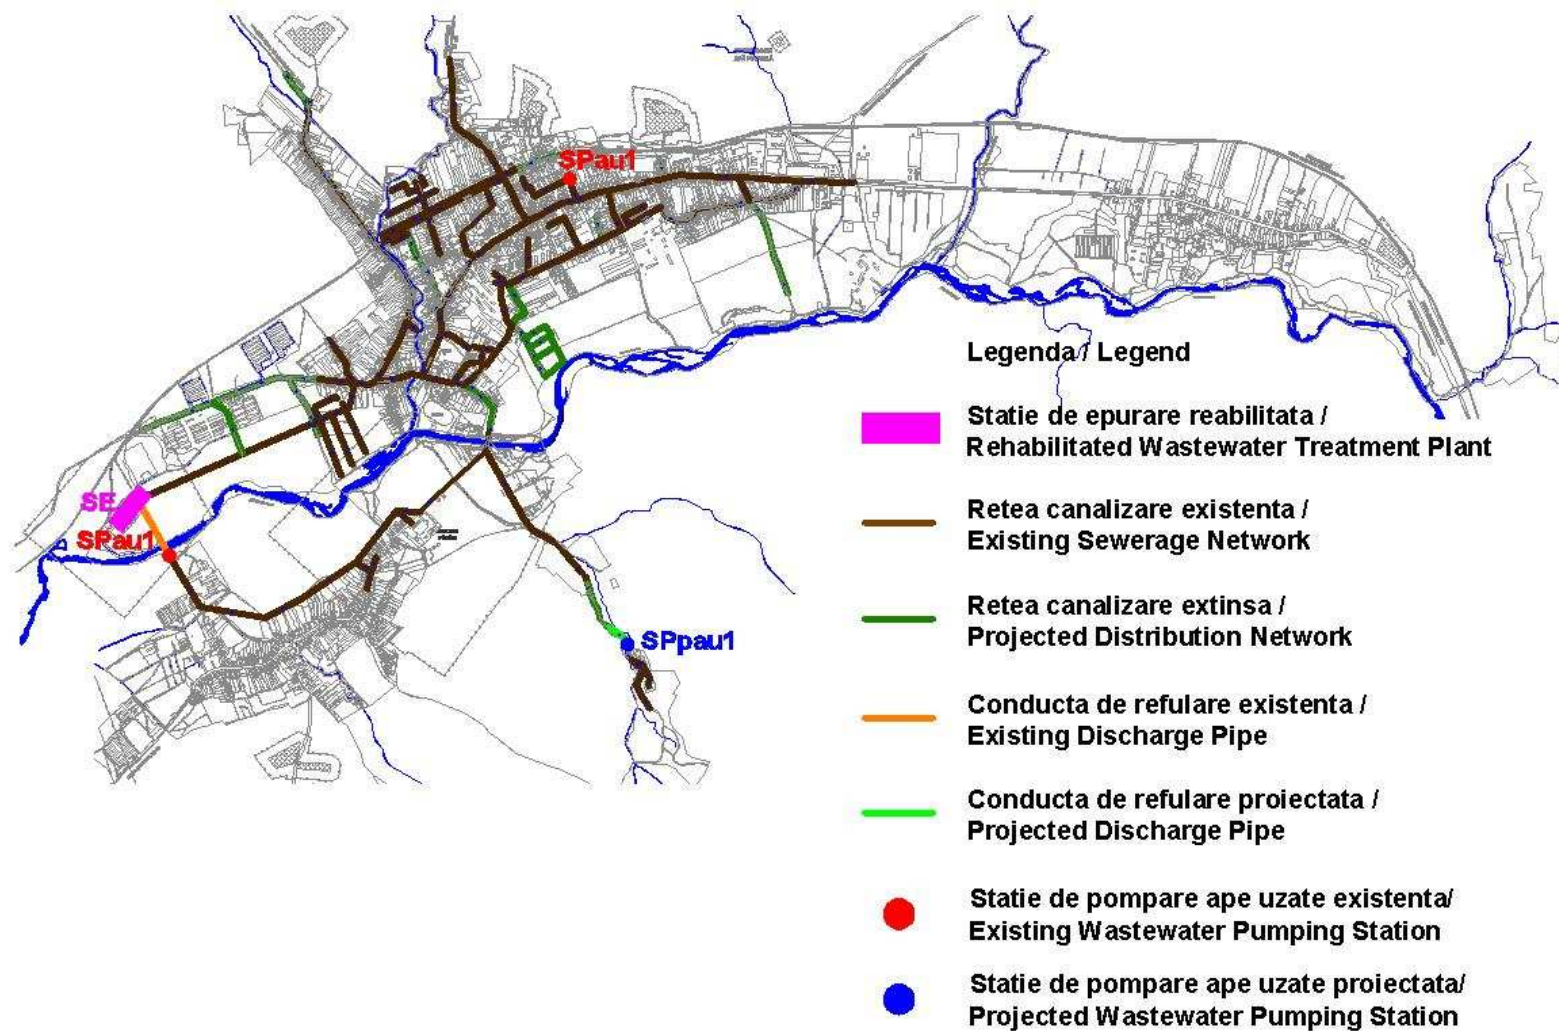 SPau1
SE
SPau1
SPpau1
Legenda / Legend
Statie de epurare reabilitata /
Rehabilitated Wastewater Treatment Plant
Retea canalizare existenta /
Existing Sewerage Network
Retea canalizare extinsa /
Projected Distribution Network
Conducta de refulare existenta /
Existing Discharge Pipe
Conducta de refulare proiectata /
Projected Discharge Pipe
Statie de pompare ape uzate existenta/
Existing Wastewater Pumping Station
Statie de pompare ape uzate proiectata/
Projected Wastewater Pumping Station